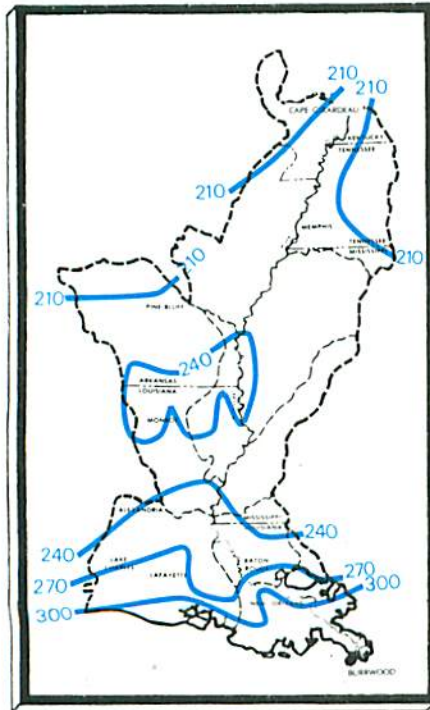 210
210
CAPE GIRARDEAU
KENTUCKY
TENNESSEE
210
MEMPHIS
TENNESSEE
MISSISSIPPI
210
210
210
PINE BLUFF
240
ARKANSAS
LOUISIANA
MONROE
ALEXANDRIA
MISSISSIPPI
LOUISIANA
240
240
LAKE
CHARLES
BATON
ROUGE
270
270
LAFAYETTE
300
NEW ORLEANS
300
BURRWOOD